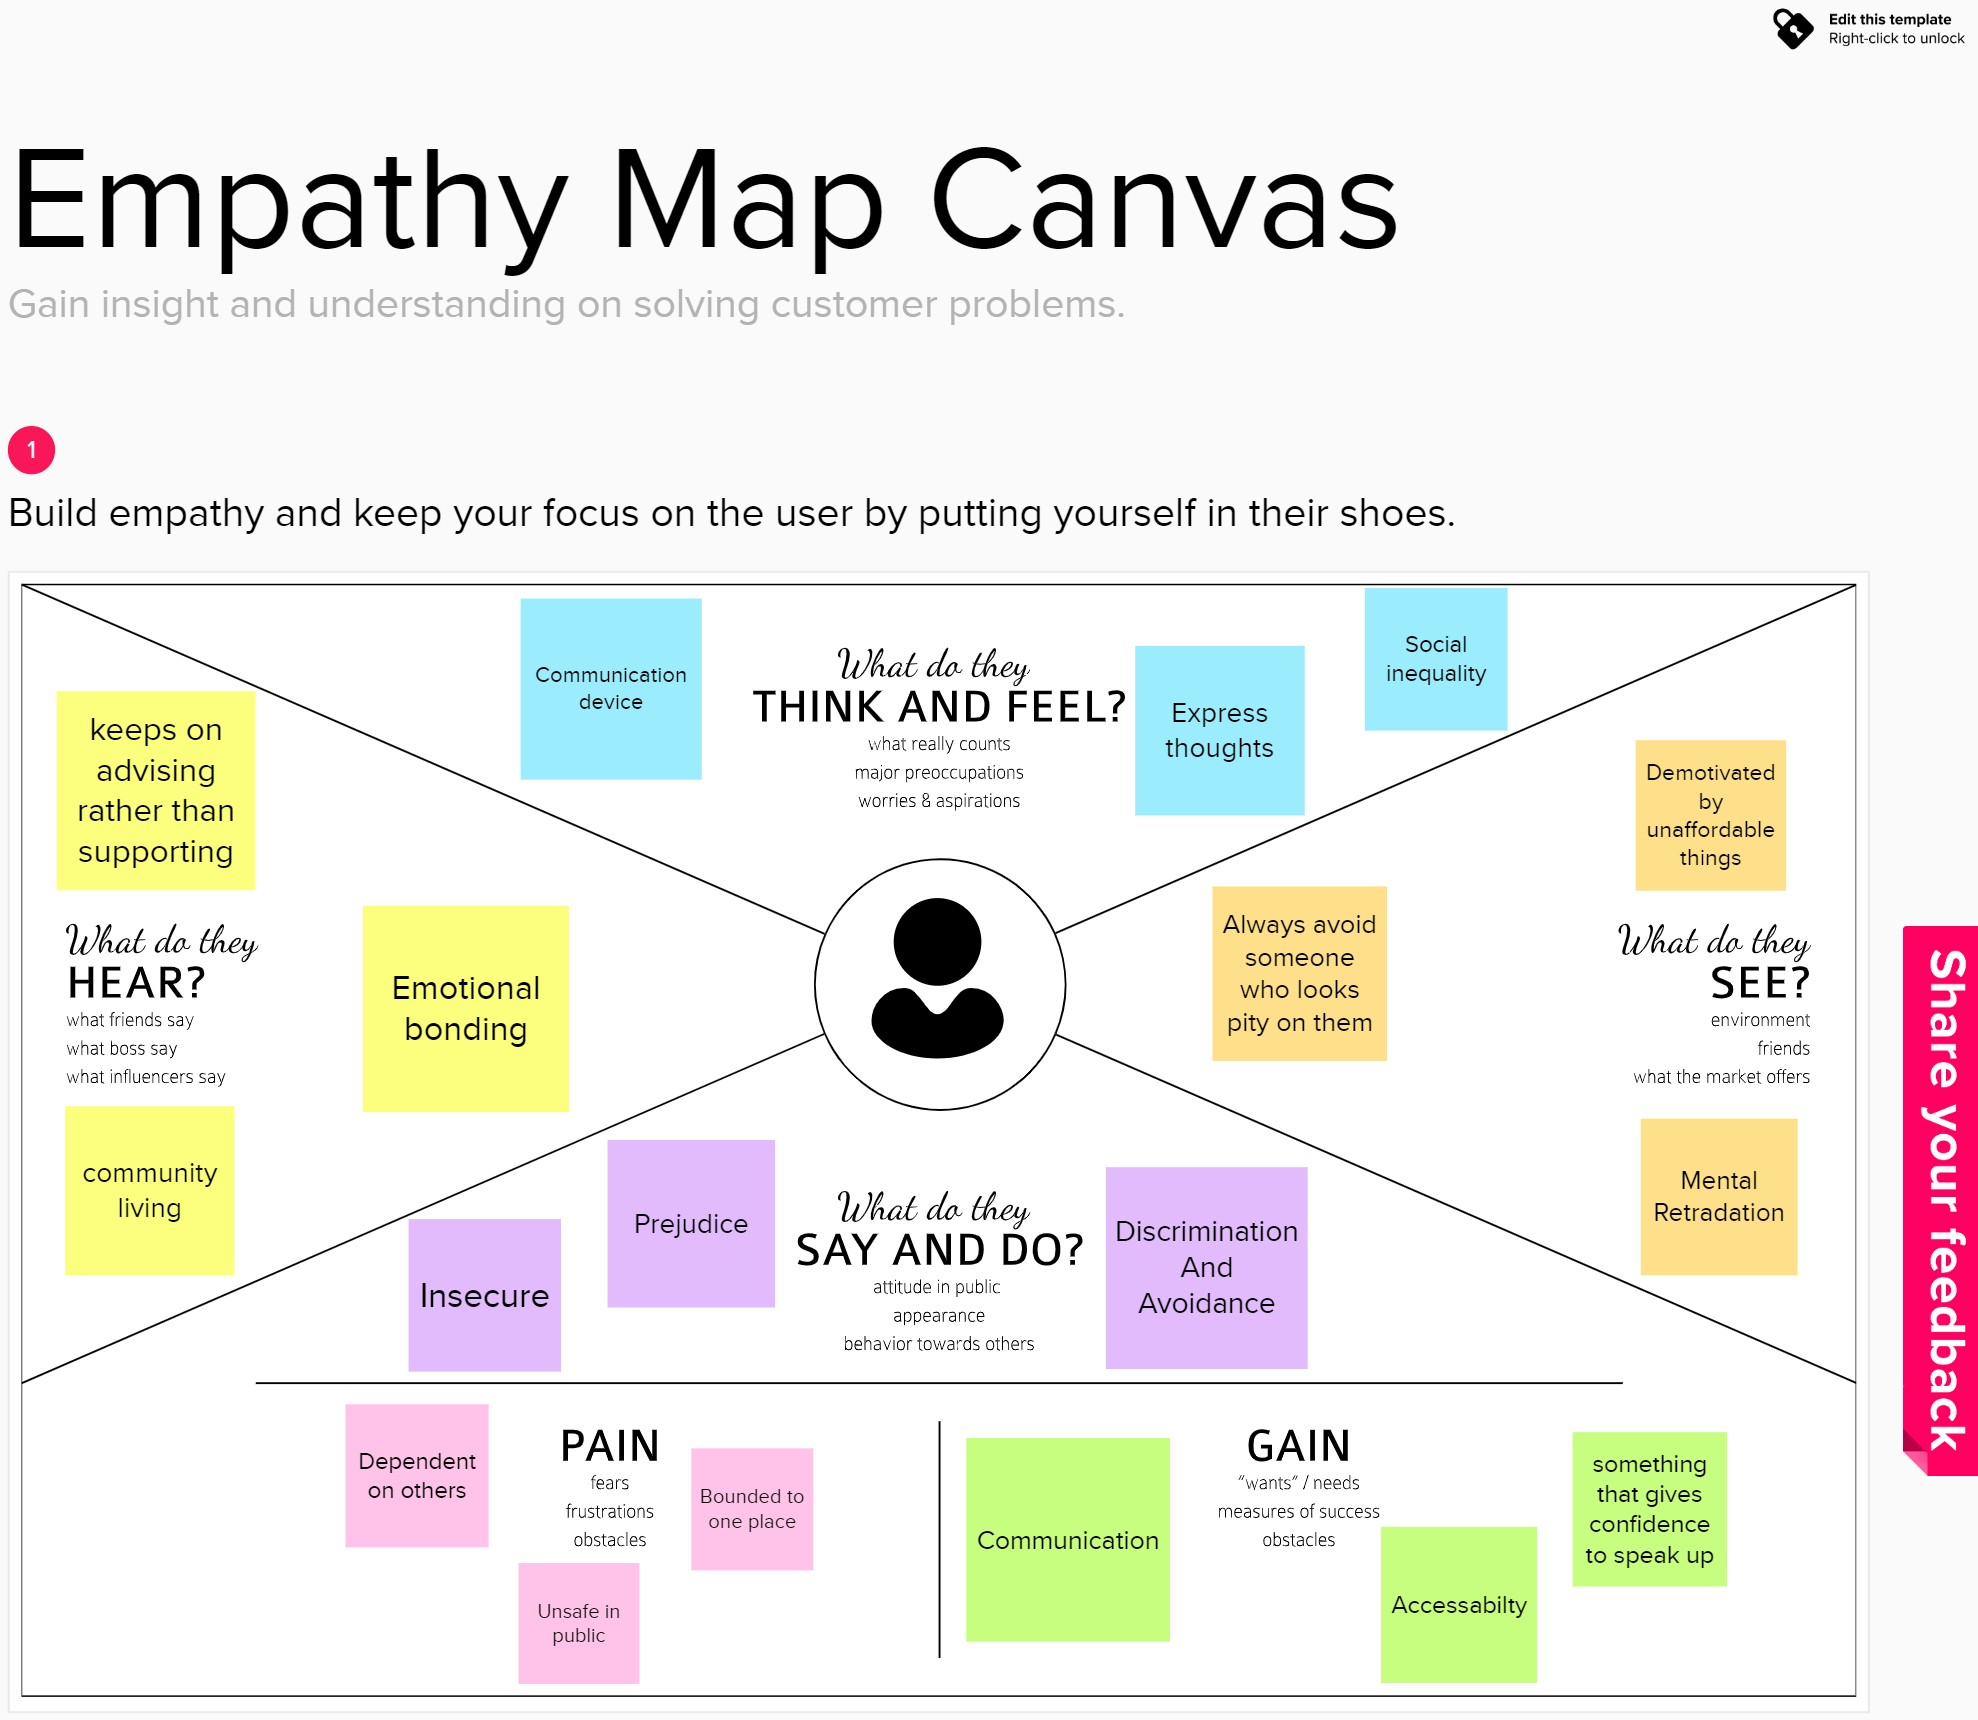 Edit this template
Right-click to unlock
Empathy Map Canvas
Gain insight and understanding on solving customer problems.
1
Build empathy and keep your focus on the user by putting yourself in their shoes.
Communication
device
What do they
THINK AND FEEL?
what really counts
major preoccupations
worries & aspirations
Express
thoughts
Social
inequality
keeps on
advising
rather than
supporting
What do they
HEAR?
what friends say
what boss say
what influencers say
Emotional
bonding
community
living
Demotivated
by
unaffordable
things
Always avoid
someone
who looks
pity on them
What do they
SEE?
environment
friends
what the market offers
Mental
Retradation
Insecure
Prejudice
What do they
SAY AND DO?
attitude in public
appearance
behavior towards others
Discrimination
And
Avoidance
Dependent
on others
PAIN
fears
frustrations
obstacles
Bounded to
one place
Unsafe in
public
Communication
GAIN
“wants” / needs
measures of success
obstacles
Accessabilty
something
that gives
confidence
to speak up
Share your feedback